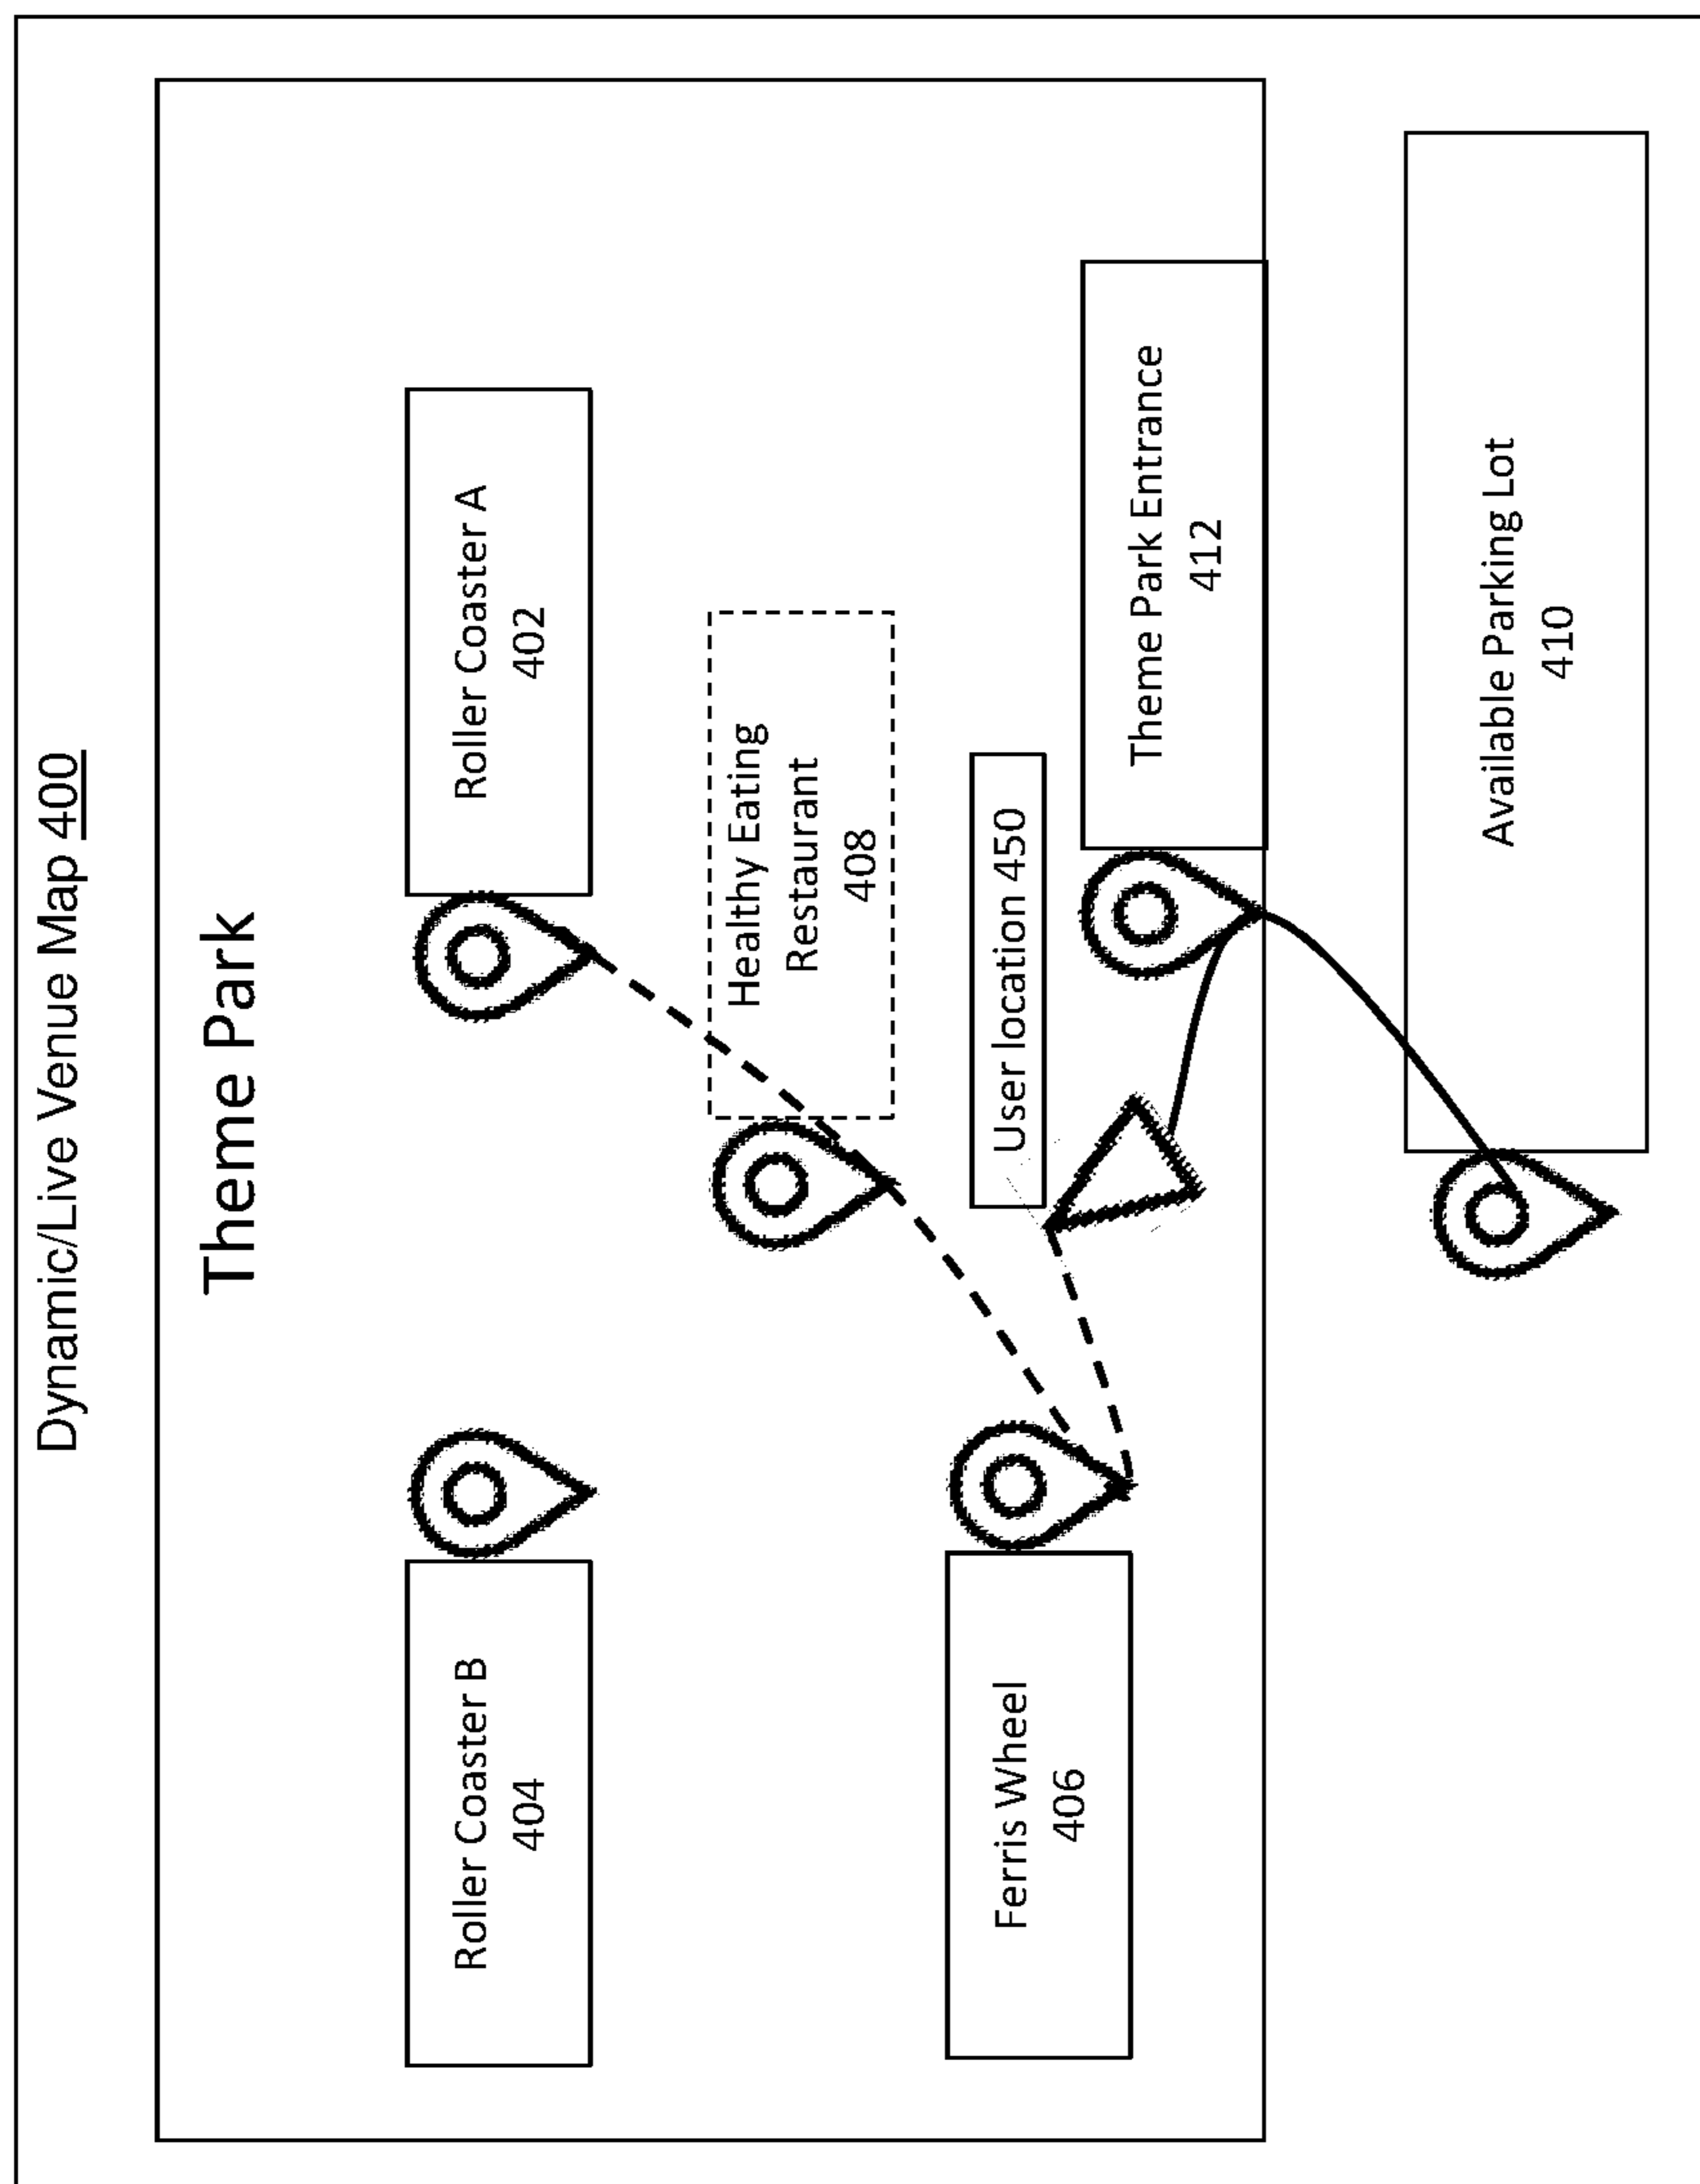 Dynamic/Live Venue Map 400
Theme Park
Roller Coaster B
404
Roller Coaster A
402
Healthy Eating
Restaurant
408
Ferris Wheel
406
User location 450
Theme Park Entrance
412
Available Parking Lot
410